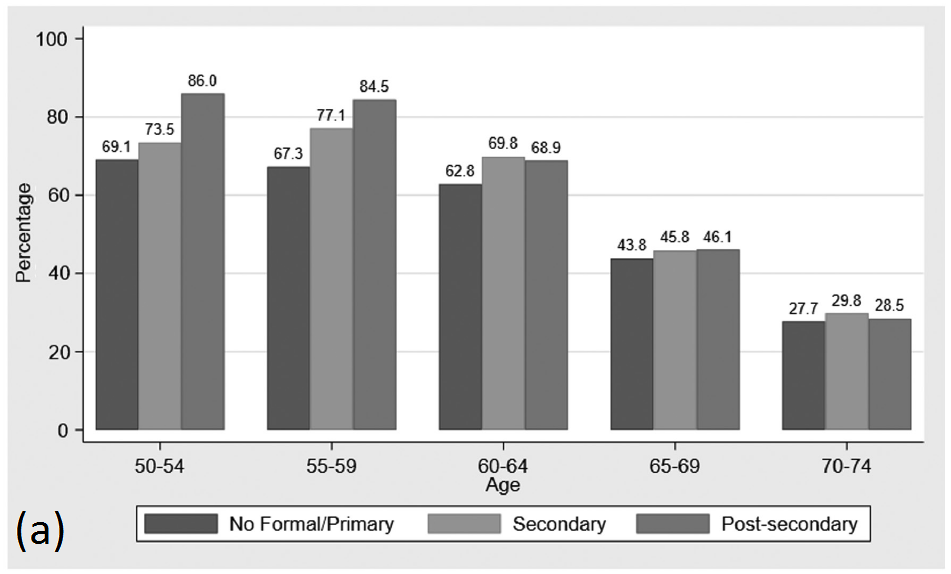 100
80
60
40
20
0
Percentage
69.1 73.5 86.0
67.3 77.1 84.5
62.8 69.8 68.9
43.8 45.8 46.1
27.7 29.8 28.5
50-54 55-59 60-64 65-69 70-74
Age
(a)
No Formal/Primary Secondary Post-secondary